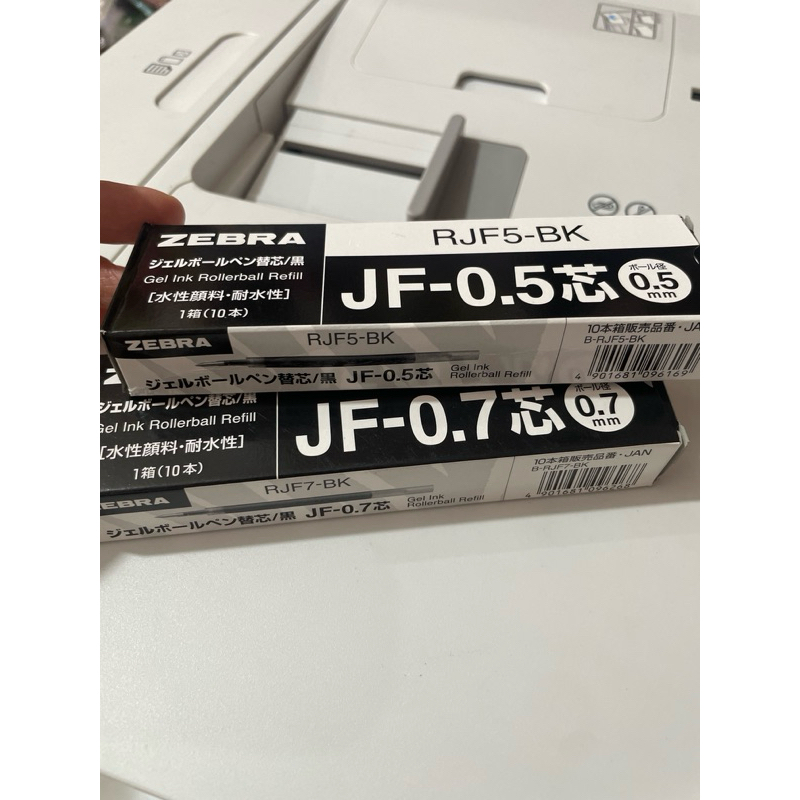 ZEBRA
ジェルボールペン替芯/黒
Gel Ink Rollerball Refill
[水性顔料・耐水性]
1箱(10本)
RJF5-BK
JF-0.5芯
ボール径
0.5
mm
ZEBRA
RJF5-BK
ジェルボールペン替芯/黒 JF-0.5芯
Gel Ink
Rollerball Refill
10本箱販売品番・JA
B-RJF5-BK
4 901681 096169
ジェルボールペン替芯/黒
Gel Ink Rollerball Refill
[水性顔料・耐水性]
1箱(10本)
JF-0.7芯
ボール径
0.7
mm
EBRA
RJF7-BK
ジェルボールペン替芯/黒 JF-0.7芯
Gel Ink
Rollerball Refill
10本箱販売品番・JAN
B-RJF7-BK